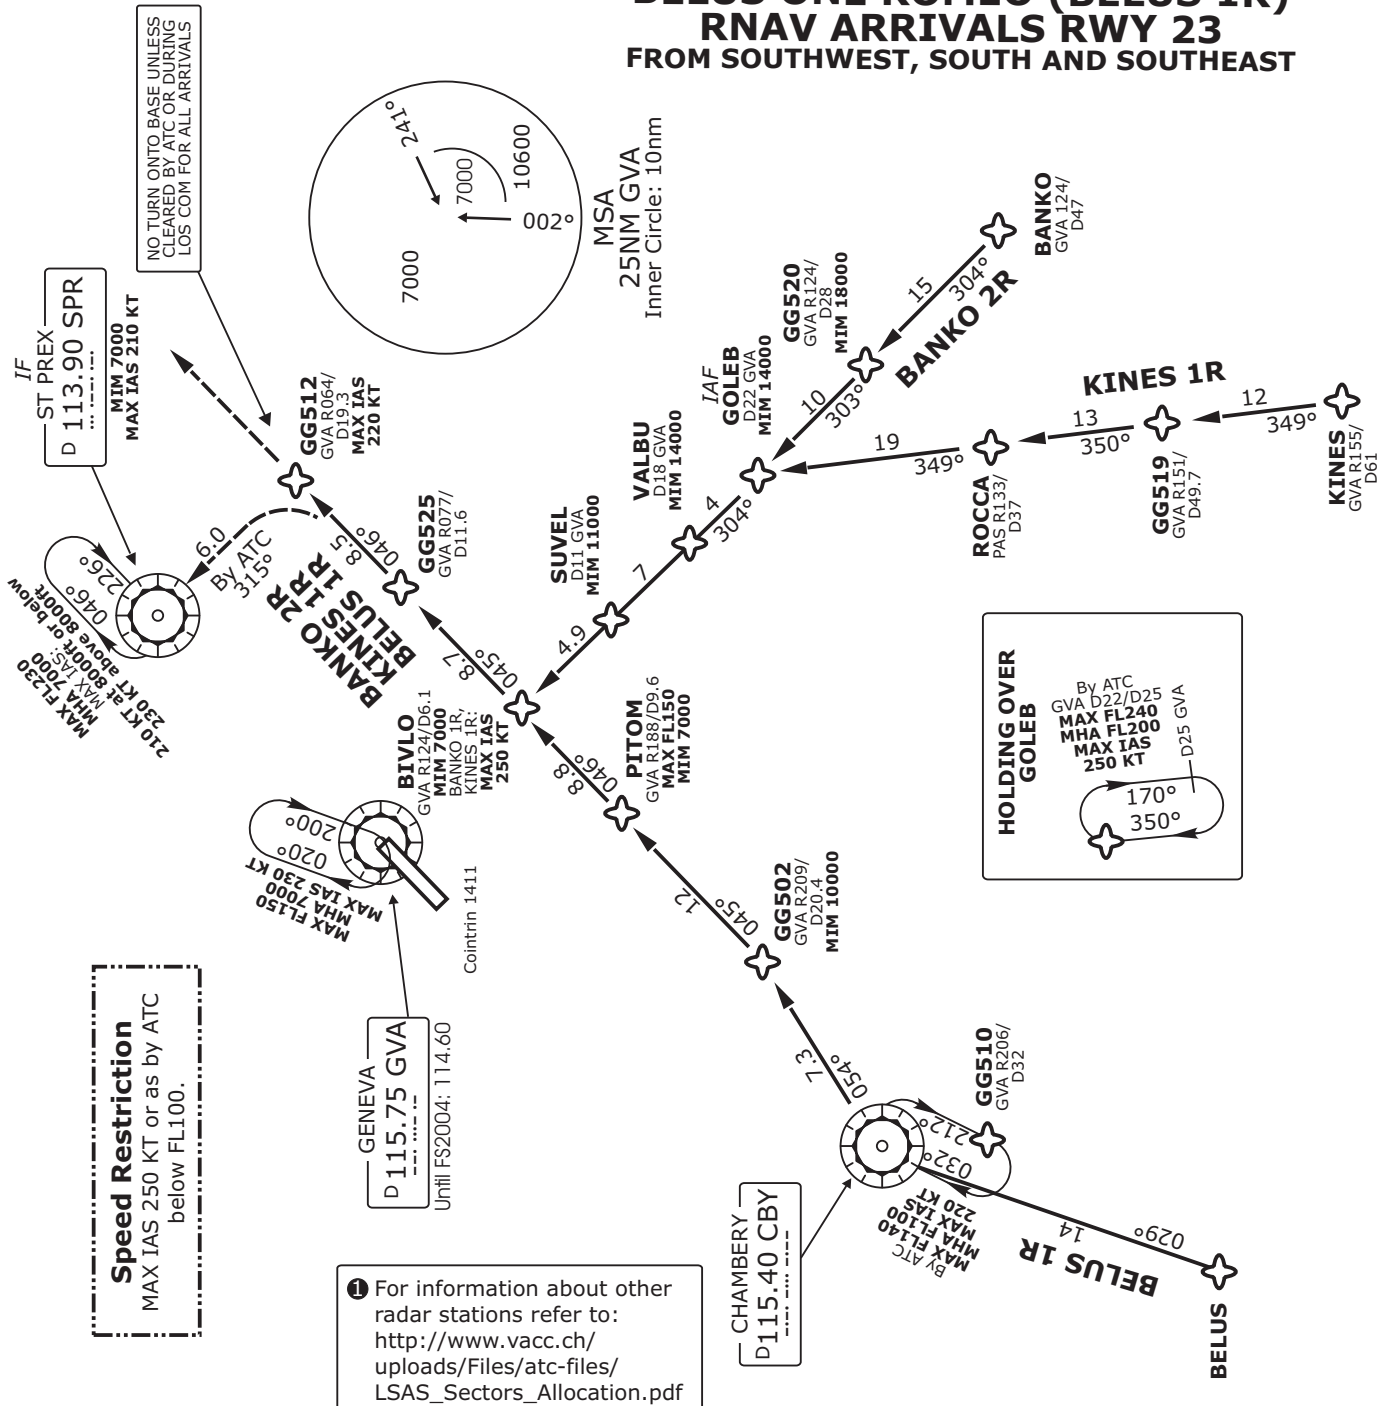 BELUS ONE ROMEO (BELUS 1R)
RNAV ARRIVALS RWY 23
FROM SOUTHWEST, SOUTH AND SOUTHEAST
NO TURN ONTO BASE UNLESS
CLEARED BY ATC OR DURING
LOS COM FOR ALL ARRIVALS
IF
ST PREX
D 113.90 SPR
MIM 7000
MAX IAS 210 KT
241°
7000
10600
7000
002°
MSA
25NM GVA
Inner Circle: 10nm
BANKO
GVA 124/
D47
15
304°
BANKO 2R
GG520
GVA R124/
D28
MIM 18000
10
303°
IAF
GOLEB
D22 GVA
MIM 14000
VALBU
D18 GVA
MIM 14000
4
304°
SUVEL
D11 GVA
MIM 11000
7
4.9
GG512
GVA R064/
D19.3
MAX IAS
220 KT
GG525
GVA R077/
D11.6
8.5
046°
6.0
By ATC
315°
BANKO 2R
KINES 1R
BELUS 1R
226°
046°
MAX FL230
MHA 7000
MAX IAS:
210 KT at 8000ft or below
230 KT above 8000ft
8.7
045°
BIVLO
GVA R124/D6.1
MIM 7000
BANKO 1R,
KINES 1R:
MAX IAS
250 KT
KINES 1R
19
349°
ROCCA
PAS R133/
D37
13
350°
GG519
GVA R151/
D49.7
12
349°
KINES
GVA R155/
D61
8.8
046°
PITOM
GVA R188/D9.6
MAX FL150
MIM 7000
12
045°
GG502
GVA R209/
D20.4
MIM 10000
200°
020°
MAX FL150
MHA 7000
MAX IAS 230 KT
Cointrin 1411
GENEVA
D 115.75 GVA
Until FS2004: 114.60
Speed Restriction
MAX IAS 250 KT or as by ATC
below FL100.
HOLDING OVER
GOLEB
By ATC
GVA D22/D25
MAX FL240
MHA FL200
MAX IAS
250 KT
D25 GVA
170°
350°
7.3
054°
GG510
GVA R206/
D32
212°
032°
By ATC
MAX FL140
MHA FL100
MAX IAS
220 KT
CHAMBERY
D 115.40 CBY
14
029°
BELUS 1R
BELUS
❶ For information about other
radar stations refer to:
http://www.vacc.ch/
uploads/Files/atc-files/
LSAS_Sectors_Allocation.pdf